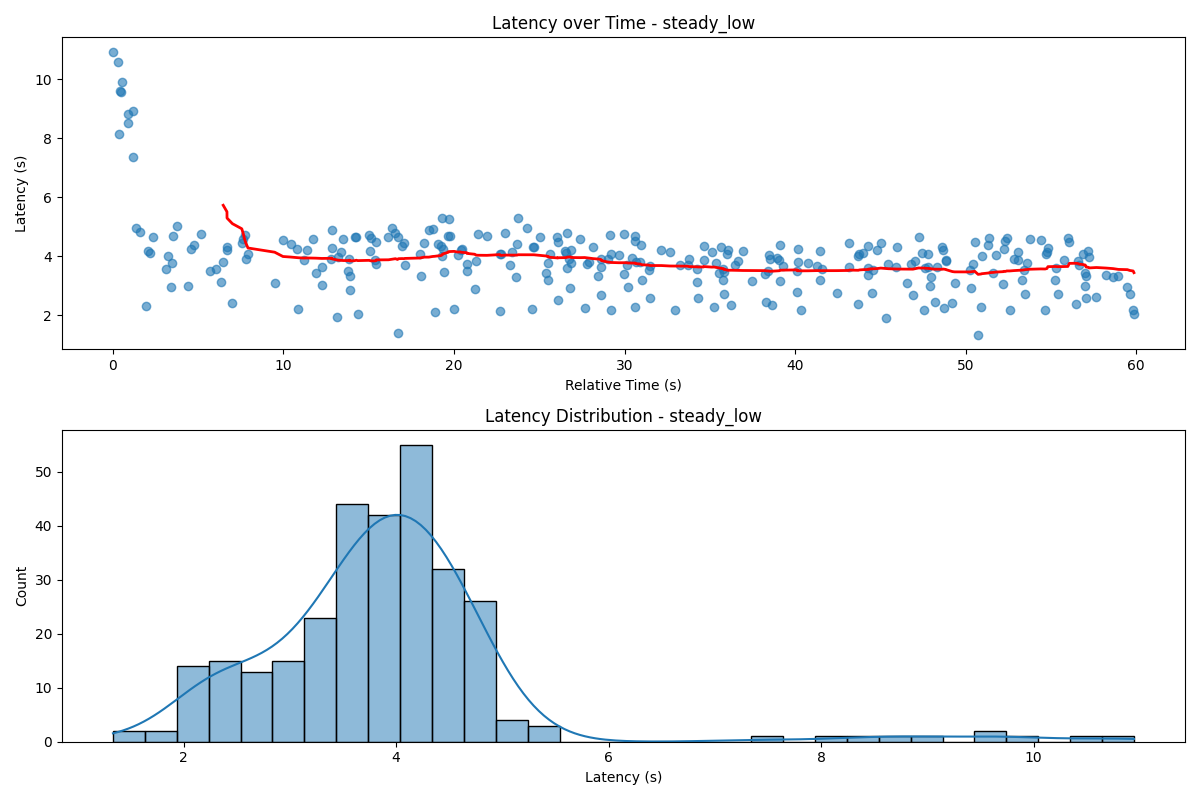 Latency over Time - steady_low
10
8
6
4
2
Latency (s)
0 10 20 30 40 50 60
Relative Time (s)
Latency Distribution - steady_low
50
40
30
20
10
0
Count
2 4 6 8 10
Latency (s)